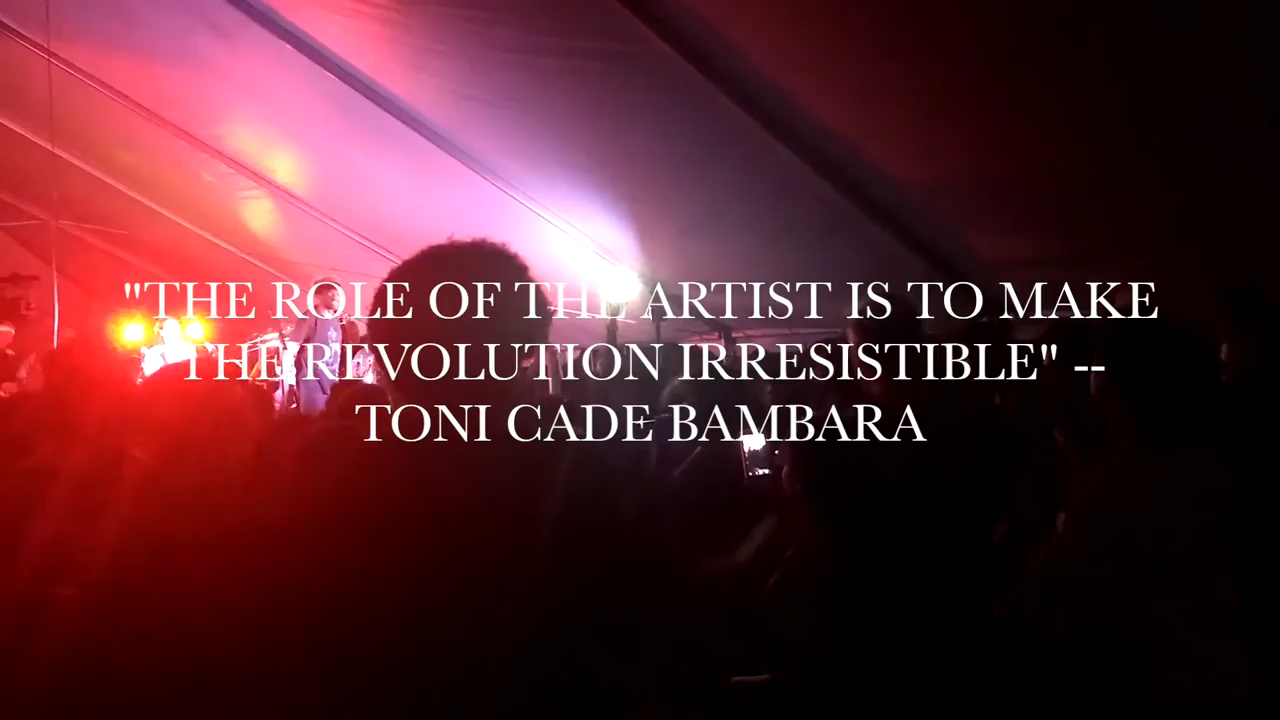 "THE ROLE OF THE ARTIST IS TO MAKE
THE REVOLUTION IRRESISTIBLE" --
TONI CADE BAMBARA